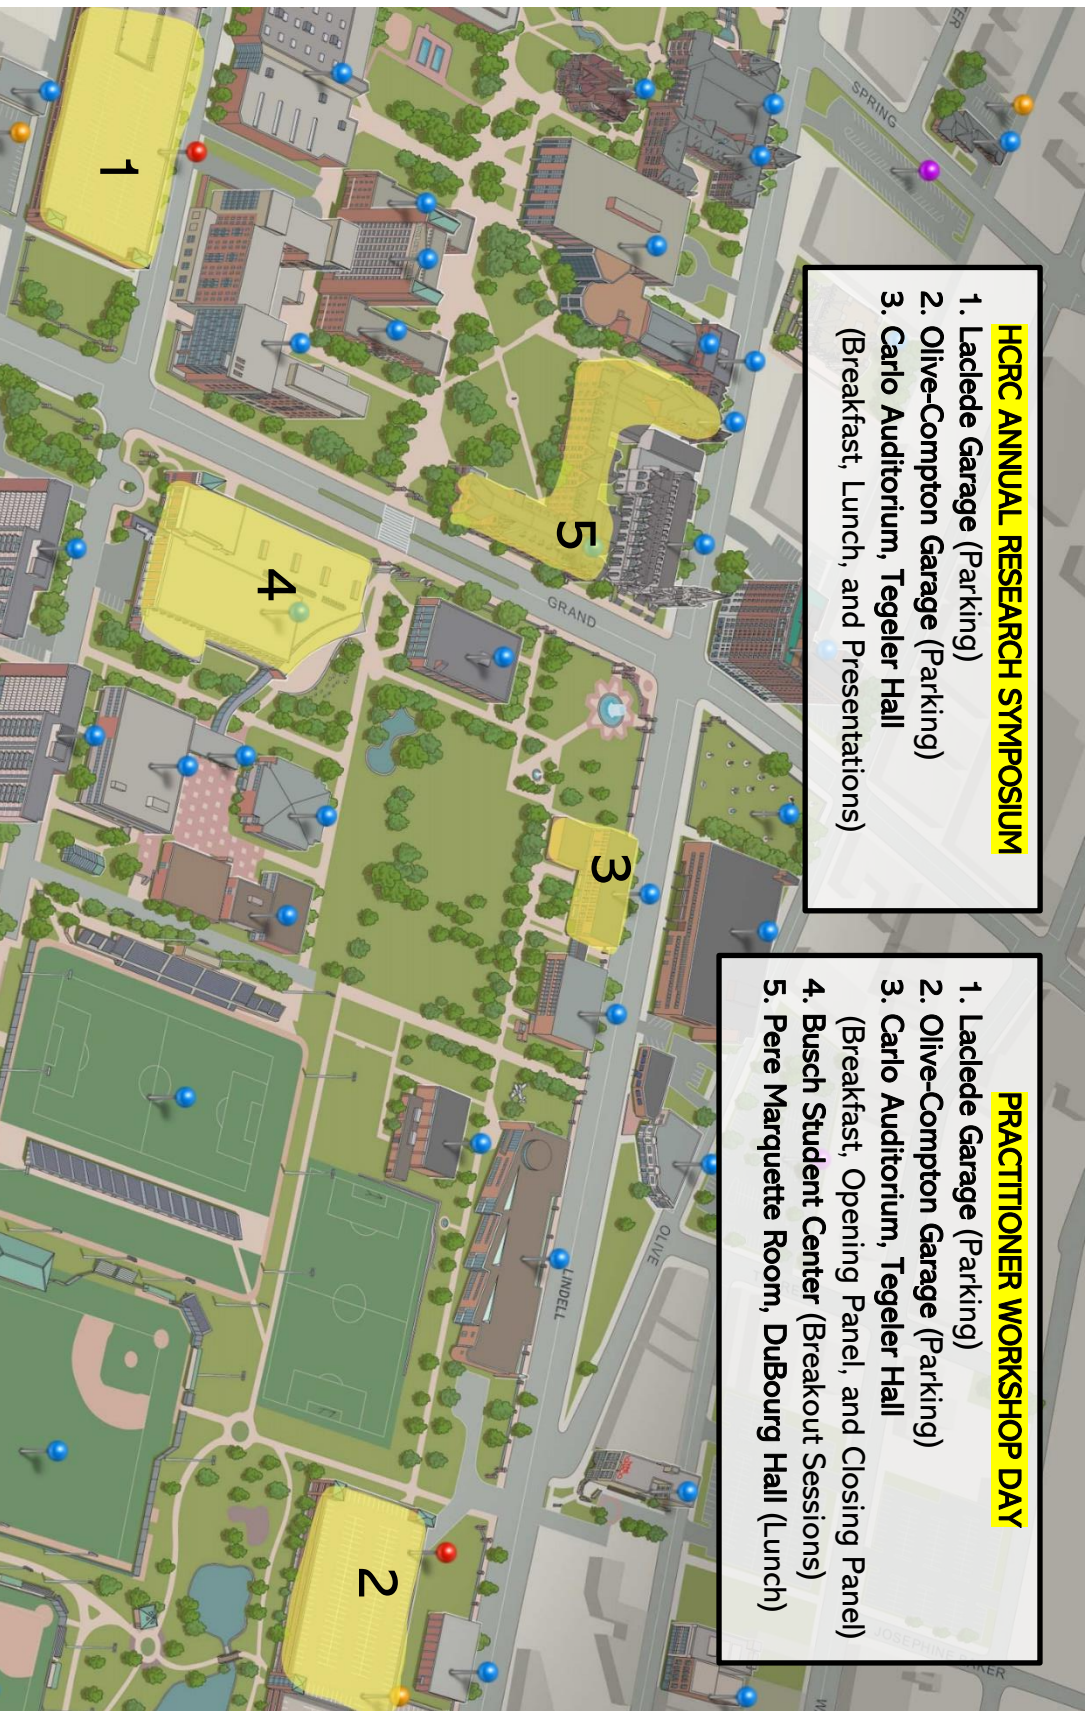 HCRC ANNUAL RESEARCH SYMPOSIUM
1. Laclede Garage (Parking)
2. Olive-Compton Garage (Parking)
3. Carlo Auditorium, Tegeler Hall
(Breakfast, Lunch, and Presentations)
PRACTITIONER WORKSHOP DAY
1. Laclede Garage (Parking)
2. Olive-Compton Garage (Parking)
3. Carlo Auditorium, Tegeler Hall
(Breakfast, Opening Panel, and Closing Panel)
4. Busch Student Center (Breakout Sessions)
5. Pere Marquette Room, DuBourg Hall (Lunch)
SPRING
GRAND
OLIVE
LINDELL
JOSEPHINE BAKER
1
5
4
3
2